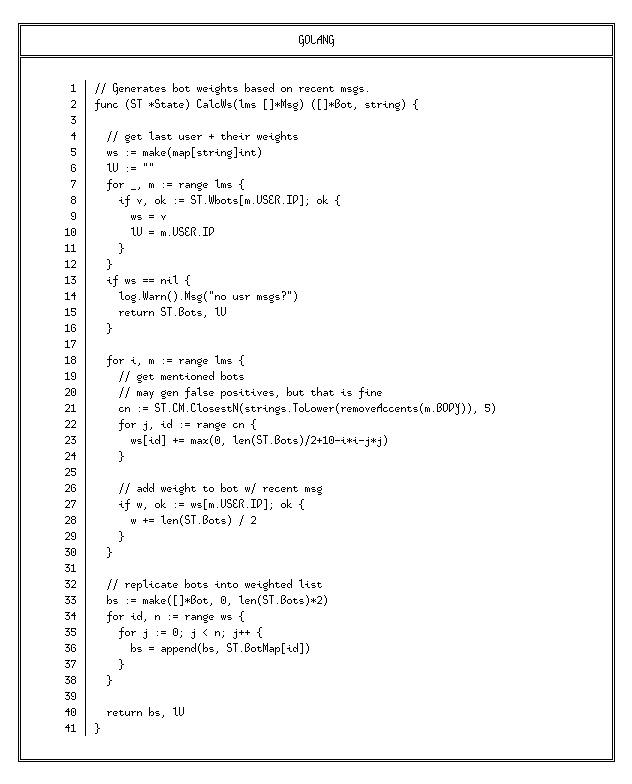 GOLANG
1 // Generates bot weights based on recent msgs.
2 func (ST *State) CalcWs(lms []*Msg) ([]*Bot, string) {
3
4   // get last user + their weights
5   ws := make(map[string]int)
6   lU := ""
7   for _, m := range lms {
8     if v, ok := ST.Wbots[m.USER.ID]; ok {
9       ws = v
10       lU = m.USER.ID
11     }
12   }
13   if ws == nil {
14     log.Warn().Msg("no usr msgs?")
15     return ST.Bots, lU
16   }
17
18   for i, m := range lms {
19     // get mentioned bots
20     // may gen false positives, but that is fine
21     cn := ST.CM.ClosestN(strings.ToLower(removeAccents(m.BODY)), 5)
22     for j, id := range cn {
23       ws[id] += max(0, len(ST.Bots)/2+10-i*i-j*j)
24     }
25
26     // add weight to bot w/ recent msg
27     if w, ok := ws[m.USER.ID]; ok {
28       w += len(ST.Bots) / 2
29     }
30   }
31
32   // replicate bots into weighted list
33   bs := make([]*Bot, 0, len(ST.Bots)*2)
34   for id, n := range ws {
35     for j := 0; j < n; j++ {
36       bs = append(bs, ST.BotMap[id])
37     }
38   }
39
40   return bs, lU
41 }